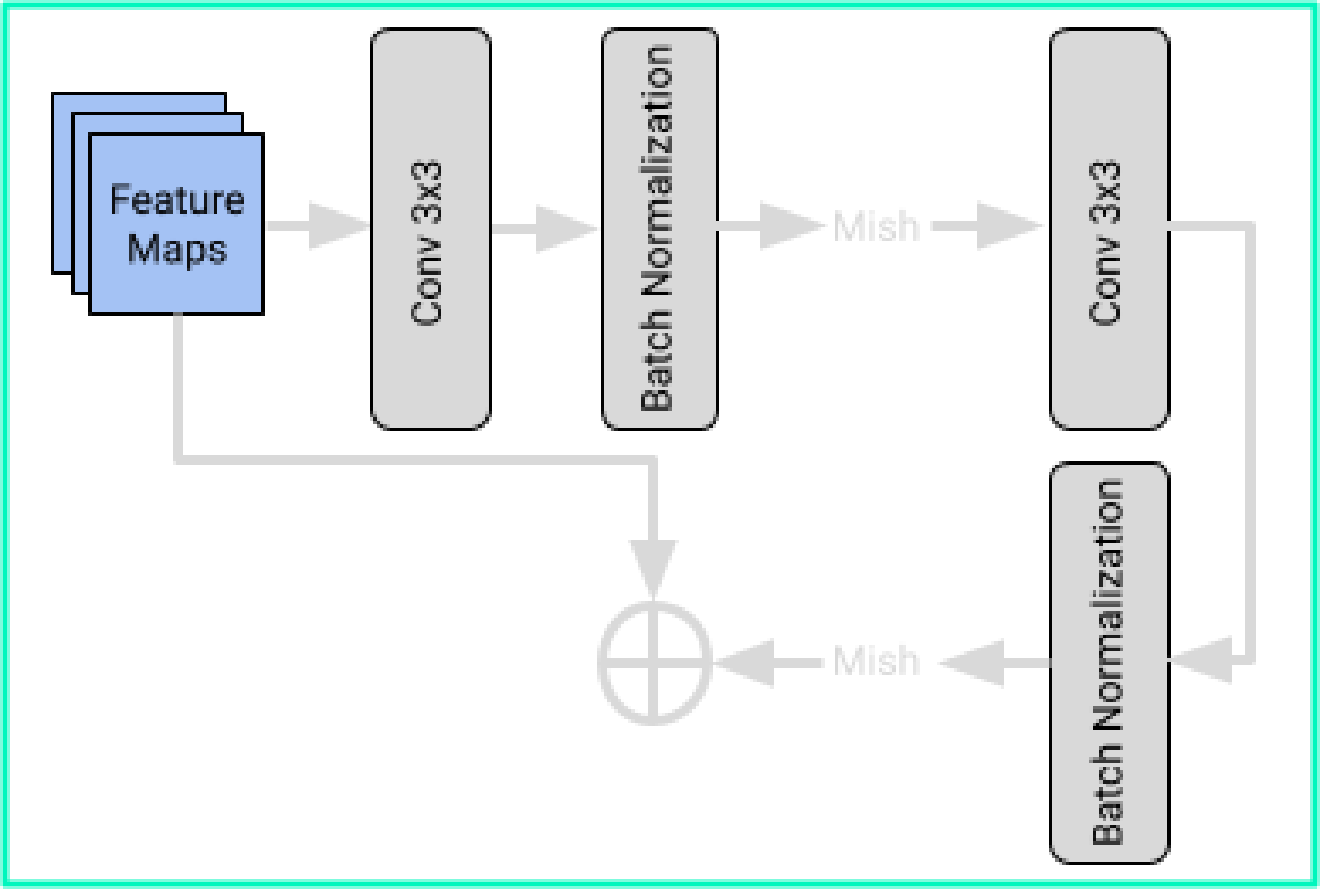 Feature
Maps
Conv 3x3
Batch Normalization
Mish
Conv 3x3
Batch Normalization
Mish